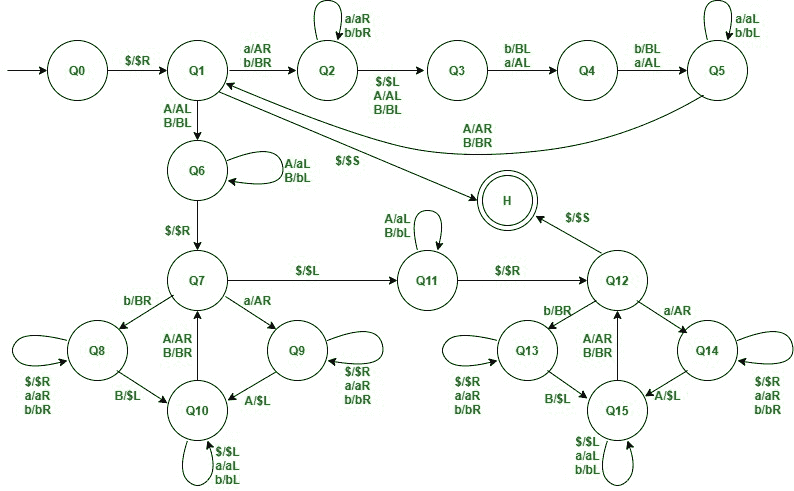 a/aR
b/bR
a/aL
b/bL
Q0
$/$R
Q1
a/AR
b/BR
Q2
$/$L
A/AL
B/BL
Q3
b/BL
a/AL
Q4
b/BL
a/AL
Q5
A/AL
B/BL
A/AR
B/BR
$/$S
Q6
A/aL
B/bL
H
$/$R
A/aL
B/bL
$/$S
Q7
$/$L
Q11
$/$R
Q12
b/BR
a/AR
b/BR
a/AR
Q8
A/AR
B/BR
Q9
Q13
A/AR
B/BR
Q14
$/$R
a/aR
b/bR
B/$L
Q10
A/$L
$/$R
a/aR
b/bR
$/$R
a/aR
b/bR
B/$L
Q15
A/$L
$/$R
a/aR
b/bR
$/$L
a/aL
b/bL
$/$L
a/aL
b/bL